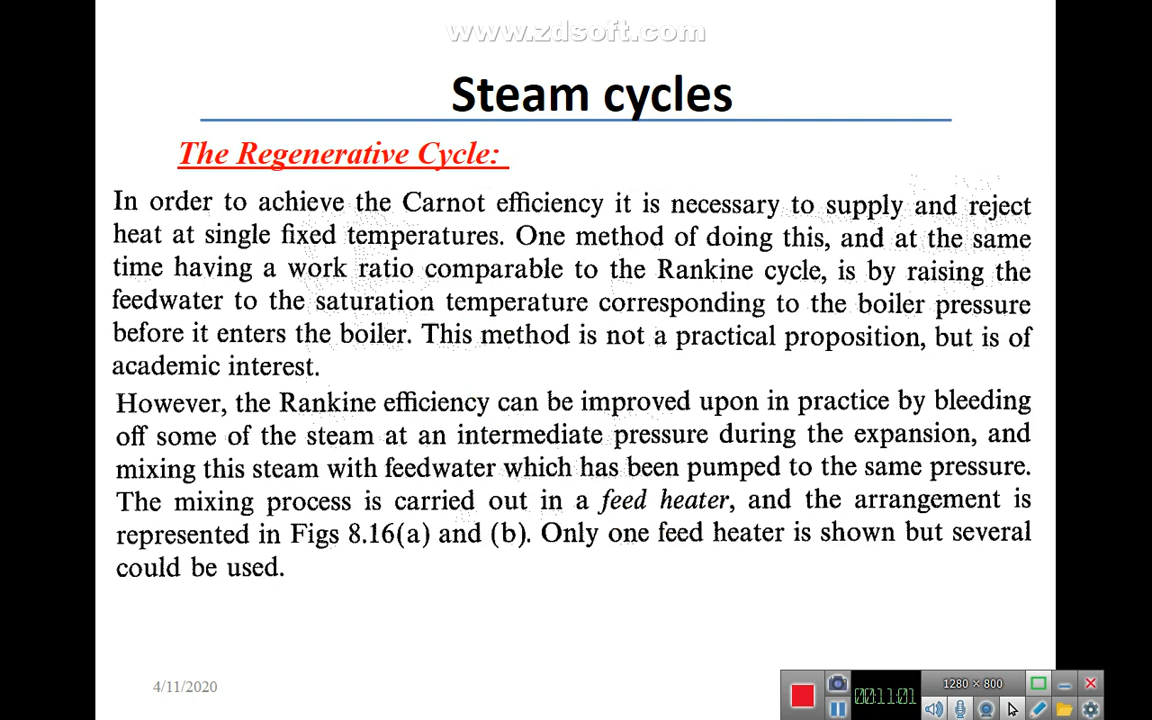 www.zdsoft.com
Steam cycles
The Regenerative Cycle:
In order to achieve the Carnot efficiency it is necessary to supply and reject
heat at single fixed temperatures. One method of doing this, and at the same
time having a work ratio comparable to the Rankine cycle, is by raising the
feedwater to the saturation temperature corresponding to the boiler pressure
before it enters the boiler. This method is not a practical proposition, but is of
academic interest.
However, the Rankine efficiency can be improved upon in practice by bleeding
off some of the steam at an intermediate pressure during the expansion, and
mixing this steam with feedwater which has been pumped to the same pressure.
The mixing process is carried out in a feed heater, and the arrangement is
represented in Figs 8.16(a) and (b). Only one feed heater is shown but several
could be used.
4/11/2020
1280 × 800
00:11:01